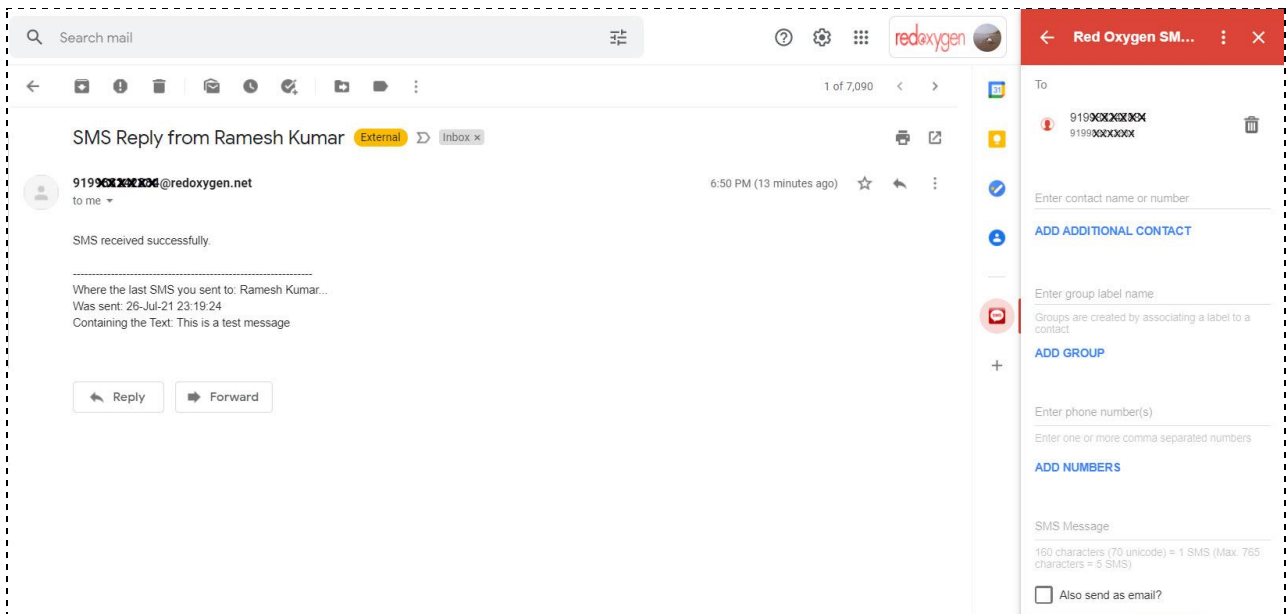 Search mail
redoxygen
1 of 7,090
SMS Reply from Ramesh Kumar External Inbox ×
@redoxygen.net
6:50 PM (13 minutes ago)
to me
SMS received successfully.
----------------------------------------------------------------
Where the last SMS you sent to: Ramesh Kumar...
Was sent: 26-Jul-21 23:19:24
Containing the Text: This is a test message
Reply
Forward
31
Red Oxygen SM...
To
Enter contact name or number
ADD ADDITIONAL CONTACT
Enter group label name
Groups are created by associating a label to a
contact
ADD GROUP
Enter phone number(s)
Enter one or more comma separated numbers
ADD NUMBERS
SMS Message
160 characters (70 unicode) = 1 SMS (Max: 765
characters = 5 SMS)
Also send as email?